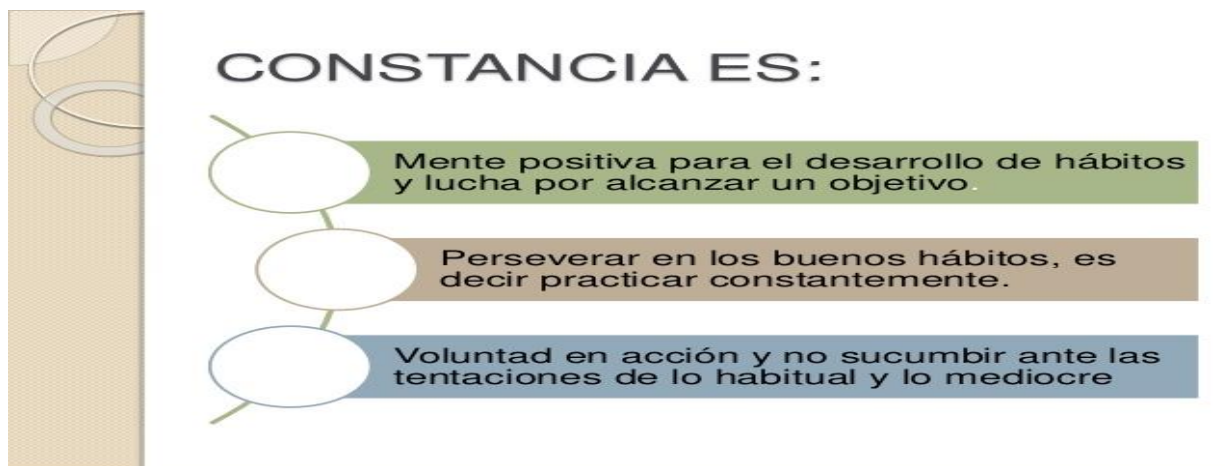 CONSTANCIA ES:
Mente positiva para el desarrollo de hábitos
y lucha por alcanzar un objetivo.
Perseverar en los buenos hábitos, es
decir practicar constantemente.
Voluntad en acción y no sucumbir ante las
tentaciones de lo habitual y lo mediocre